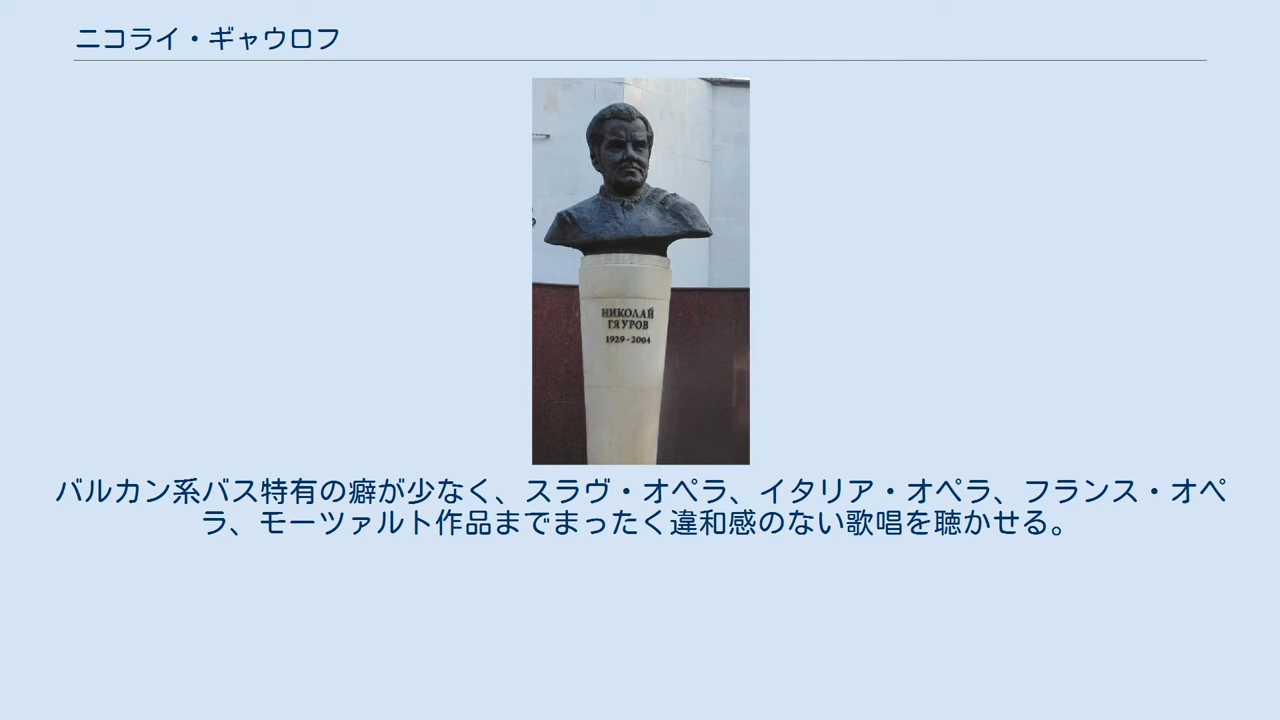 ニコライ・ギャウロフ
НИКОЛАЙ
ГЯУРОВ
1929-2004
バルカン系バス特有の癖が少なく、スラヴ・オペラ、イタリア・オペラ、フランス・オペ
ラ、モーツァルト作品までまったく違和感のない歌唱を聴かせる。